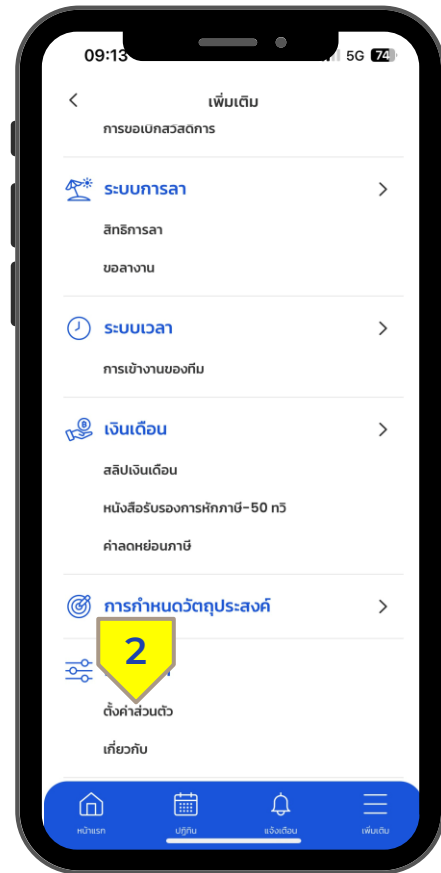 09:13
5G 74
เพิ่มเติม
การขอเบิกสวัสดิการ
ระบบการลา
สิทธิการลา
ขอลางาน
ระบบเวลา
การเข้างานของทีม
เงินเดือน
สลิปเงินเดือน
หนังสือรับรองการหักภาษี-50 ทวิ
ค่าลดหย่อนภาษี
การกำหนดวัตถุประสงค์
2
ตั้งค่าส่วนตัว
เกี่ยวกับ
หน้าแรก ปฏิทิน แจ้งเตือน เพิ่มเติม